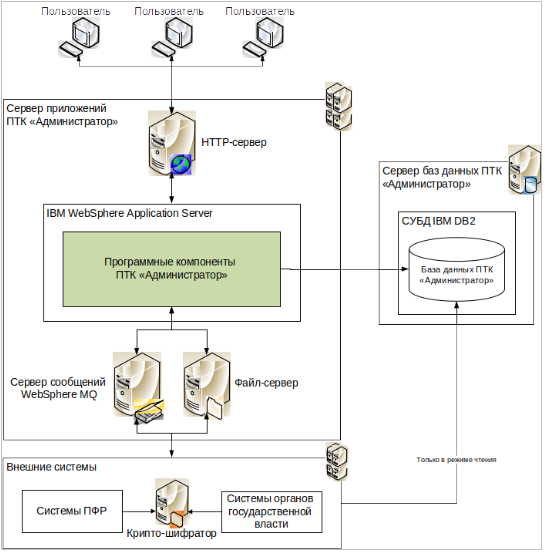 Пользователь
Пользователь
Пользователь
Сервер приложений
ПТК «Администратор»
HTTP-сервер
Сервер баз данных ПТК
«Администратор»
IBM WebSphere Application Server
СУБД IBM DB2
Программные компоненты
ПТК «Администратор»
База данных ПТК
«Администратор»
Сервер сообщений
WebSphere MQ
Файл-сервер
Только в режиме чтения
Внешние системы
Системы ПФР
Системы органов
государственной
власти
Крипто-шифратор